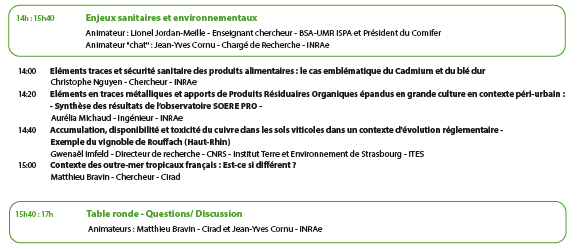 14h : 15h40 Enjeux sanitaires et environnementaux
Animateur : Lionel Jordan-Meille - Enseignant chercheur - BSA-UMR ISPA et Président du Comifer
Animateur "chat" : Jean-Yves Cornu - Chargé de Recherche - INRAe
14:00 Eléments traces et sécurité sanitaire des produits alimentaires : le cas emblématique du Cadmium et du blé dur
Christophe Nguyen - Chercheur - INRAe
14:20 Eléments en traces métalliques et apports de Produits Résiduaires Organiques épandus en grande culture en contexte péri-urbain :
- Synthèse des résultats de l'observatoire SOERE PRO -
Aurélia Michaud - Ingénieur - INRAe
14:40 Accumulation, disponibilité et toxicité du cuivre dans les sols viticoles dans un contexte d'évolution réglementaire -
Exemple du vignoble de Rouffach (Haut-Rhin)
Gwenaël Imfeld - Directeur de recherche - CNRS - Institut Terre et Environnement de Strasbourg - ITES
15:00 Contexte des outre-mer tropicaux français : Est-ce si différent ?
Matthieu Bravin - Chercheur - Cirad
15h40 : 17h Table ronde - Questions/ Discussion
Animateurs : Matthieu Bravin - Cirad et Jean-Yves Cornu - INRAe